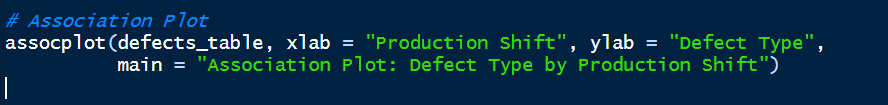 # Association Plot
assocplot(defects_table, xlab = "Production Shift", ylab = "Defect Type",
main = "Association Plot: Defect Type by Production Shift")